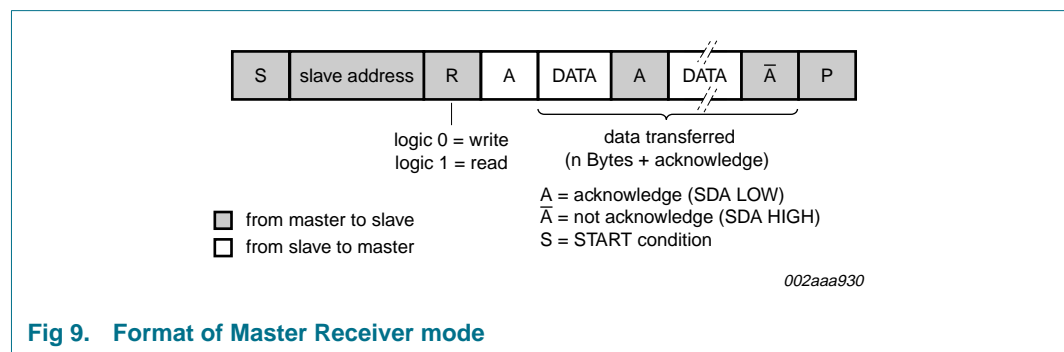 S slave address R A DATA A DATA A̅ P
logic 0 = write
logic 1 = read
data transferred
(n Bytes + acknowledge)
A = acknowledge (SDA LOW)
A̅ = not acknowledge (SDA HIGH)
S = START condition
from master to slave
from slave to master
002aaa930
Fig 9. Format of Master Receiver mode